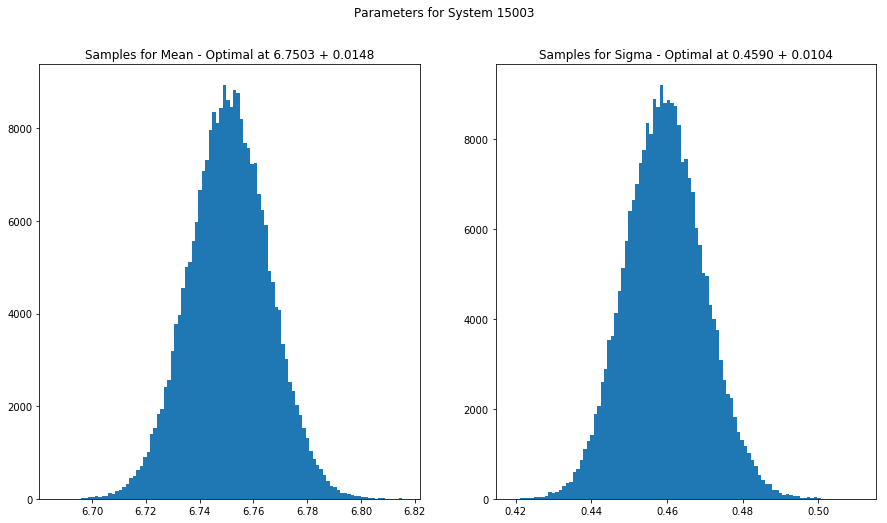 Parameters for System 15003
Samples for Mean - Optimal at 6.7503 + 0.0148
8000
6000
4000
2000
0
6.70 6.72 6.74 6.76 6.78 6.80 6.82
Samples for Sigma - Optimal at 0.4590 + 0.0104
8000
6000
4000
2000
0
0.42 0.44 0.46 0.48 0.50